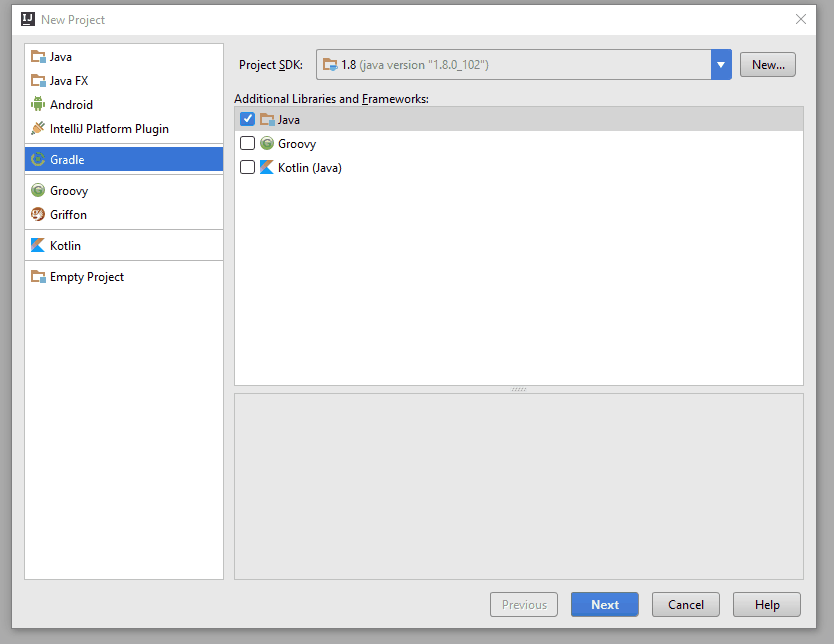 New Project
Java
Java FX
Android
IntelliJ Platform Plugin
Gradle
Groovy
Griffon
Kotlin
Empty Project
Project SDK: 1.8 (java version "1.8.0_102") New...
Additional Libraries and Frameworks:
Java
Groovy
Kotlin (Java)
Previous Next Cancel Help